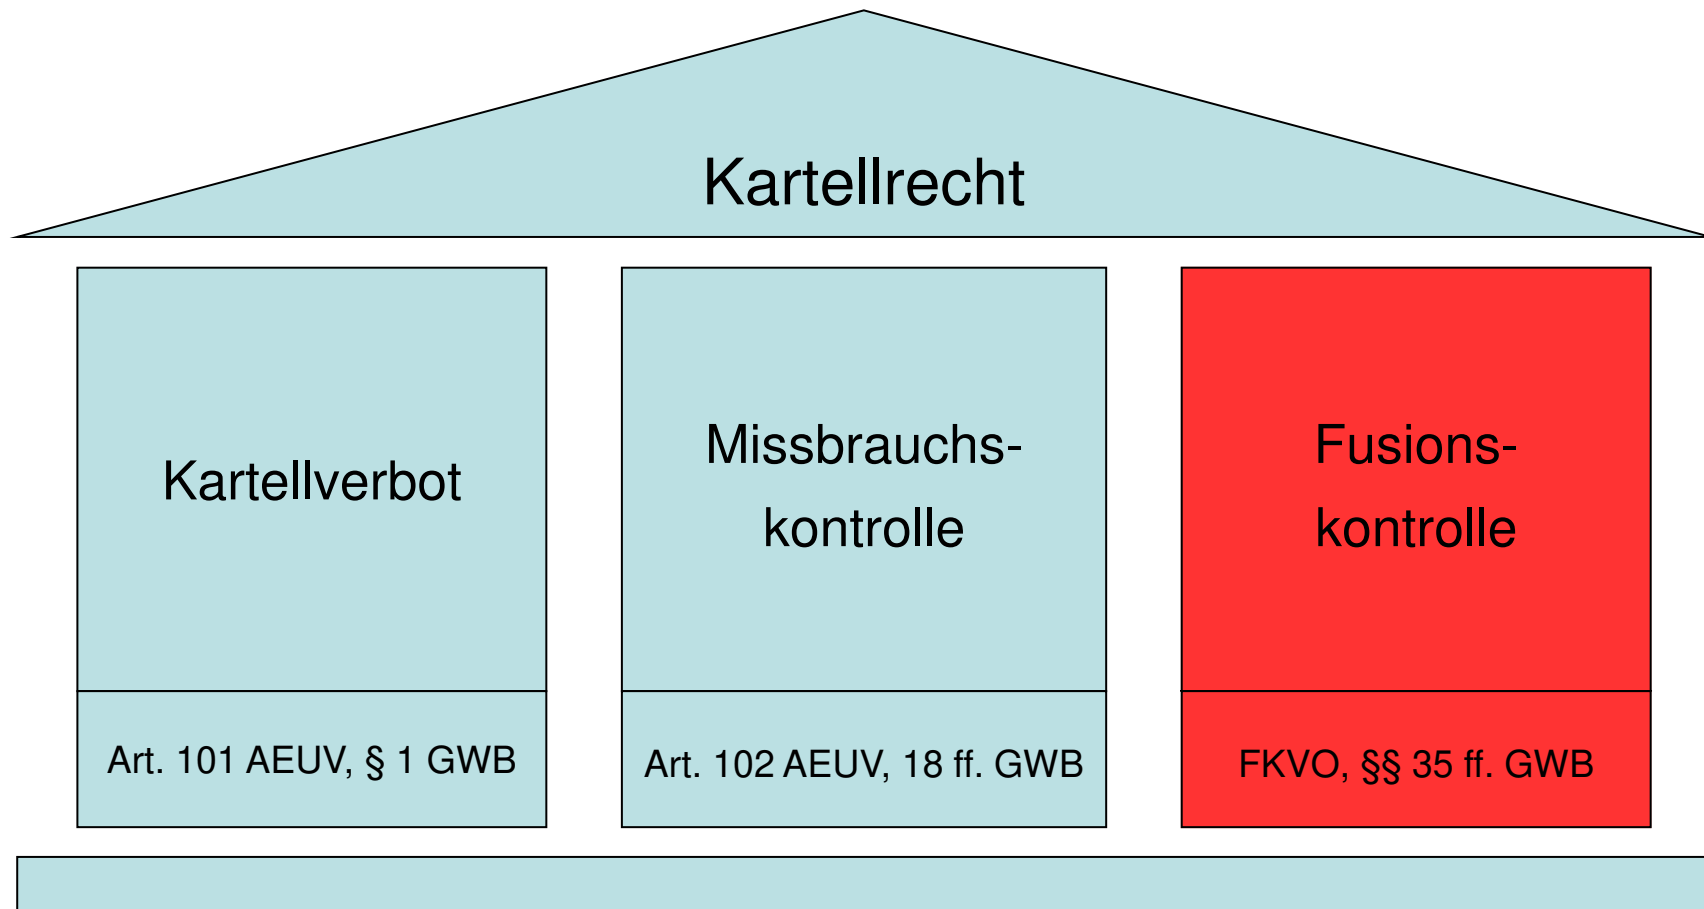 Kartellrecht
Kartellverbot
Art. 101 AEUV, § 1 GWB
Missbrauchs-
kontrolle
Art. 102 AEUV, 18 ff. GWB
Fusions-
kontrolle
FKVO, §§ 35 ff. GWB